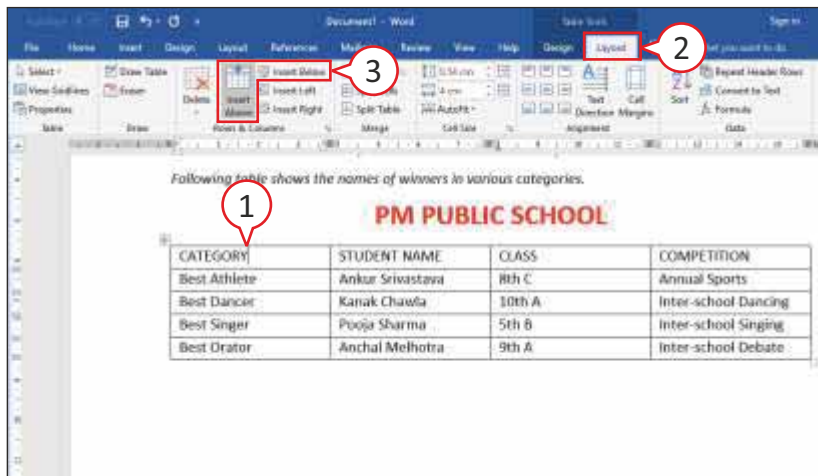 Document1 - Word
Table Tools
Sign in
File Home Insert Design Layout References Review View Help Design Layout
2
Select
Draw Table
Insert Below
3
0.56 cm
Repeat Header Rows
View Gridlines
Eraser
Delete
Insert Above
Insert Left
4 cm
Text Direction
Cell Margins
Sort
Convert to Text
Properties
Insert Right
Split Table
AutoFit
Formula
Table
Draw
Rows & Columns
Merge
Cell Size
Alignment
Data
Following table shows the names of winners in various categories.
1
PM PUBLIC SCHOOL
CATEGORY STUDENT NAME CLASS COMPETITION
Best Athlete Ankur Srivastava 8th C Annual Sports
Best Dancer Kanak Chawla 10th A Inter-school Dancing
Best Singer Pooja Sharma 5th B Inter-school Singing
Best Orator Anchal Melhotra 9th A Inter-school Debate